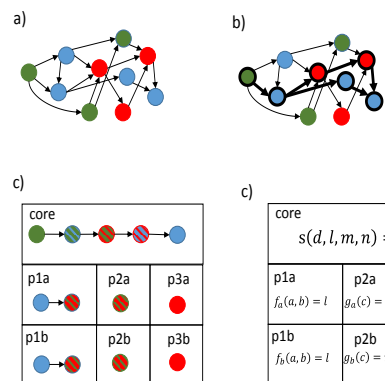 a)
b)
c)
core
p1a
p2a
p3a
p1b
p2b
p3b
c)
core
s(d, l, m, n) =
p1a
p2a
f_a(a, b) = l
g_a(c) =
p1b
p2b
f_b(a, b) = l
g_b(c) =